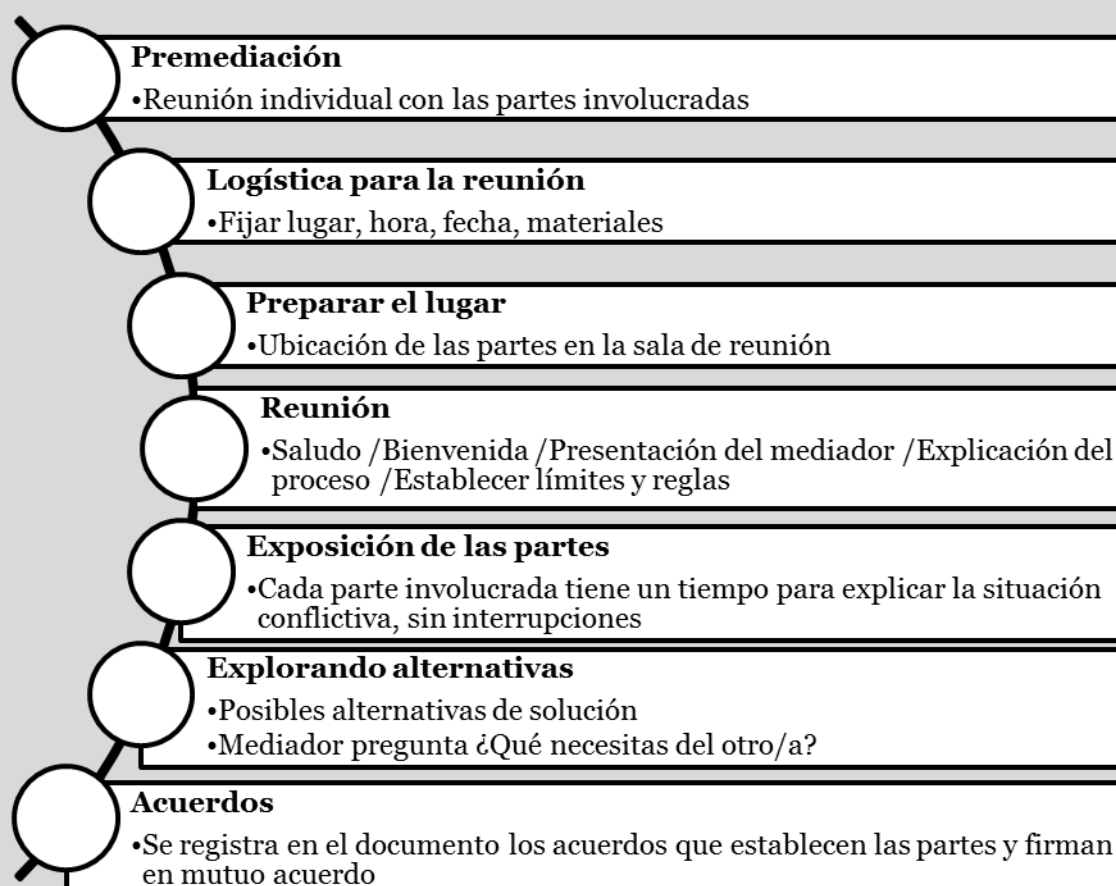 Premediación
•Reunión individual con las partes involucradas
Logística para la reunión
•Fijar lugar, hora, fecha, materiales
Preparar el lugar
•Ubicación de las partes en la sala de reunión
Reunión
•Saludo /Bienvenida /Presentación del mediador /Explicación del
proceso /Establecer límites y reglas
Exposición de las partes
•Cada parte involucrada tiene un tiempo para explicar la situación
conflictiva, sin interrupciones
Explorando alternativas
•Posibles alternativas de solución
•Mediador pregunta ¿Qué necesitas del otro/a?
Acuerdos
•Se registra en el documento los acuerdos que establecen las partes y firman
en mutuo acuerdo